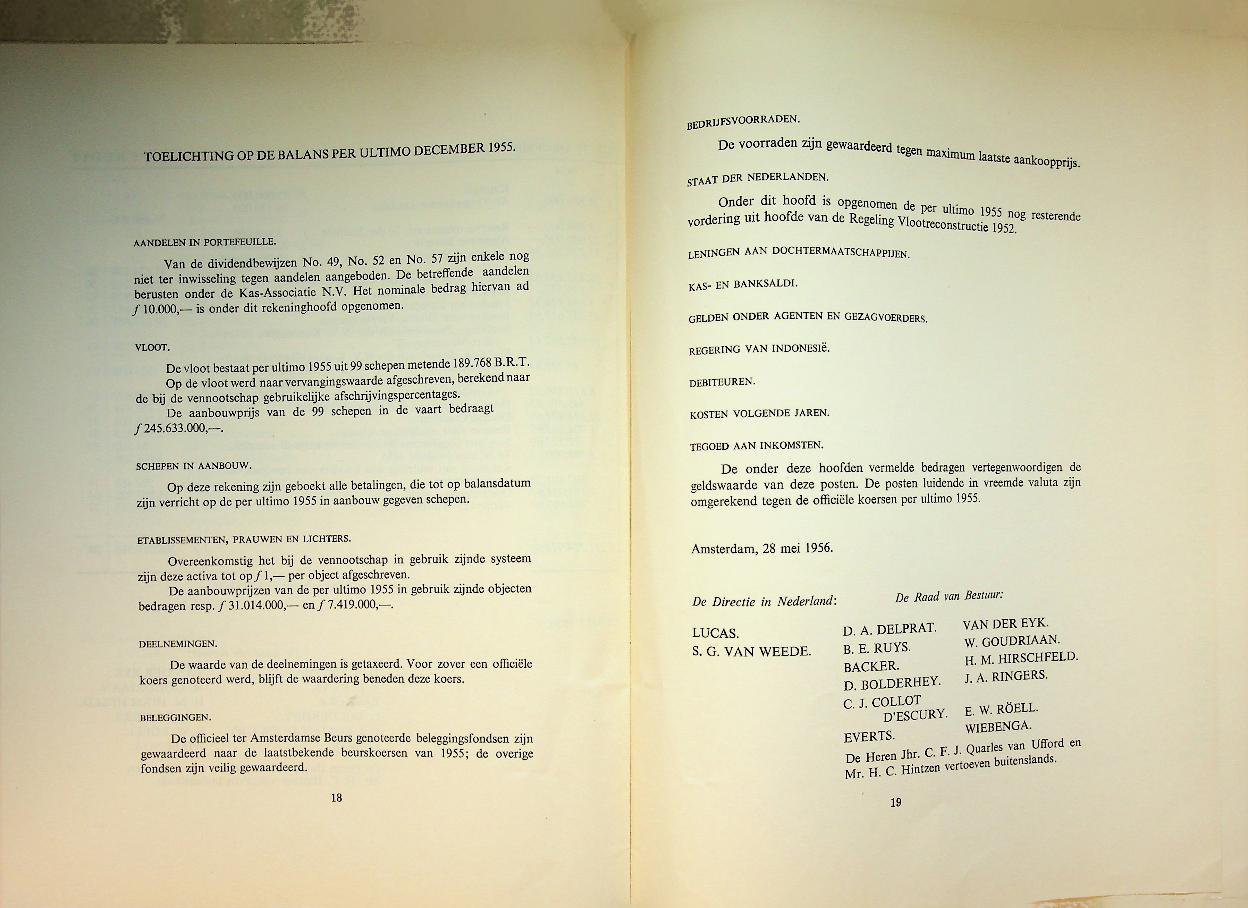 TOELICHTING OP DE BALANS PER ULTIMO DECEMBER 1955.
AANDELEN IN PORTEFEUILLE.
Van de dividendbewijzen No. 49, No. 52 en No. 57 zijn enkele nog
niet ter inwisseling tegen aandelen aangeboden. De betreffende aandelen
berusten onder de Kas-Associatie N.V. Het nominale bedrag hiervan ad
f 10.000,— is onder dit rekeninghoofd opgenomen.
VLOOT.
De vloot bestaat per ultimo 1955 uit 99 schepen metende 189.768 B.R.T.
Op de vloot werd naar vervangingswaarde afgeschreven, berekend naar
de bij de vennootschap gebruikelijke afschrijvingspercentages.
De aanbouwprijs van de 99 schepen in de vaart bedraagt
f 245.633.000,—.
SCHEPEN IN AANBOUW.
Op deze rekening zijn geboekt alle betalingen, die tot op balansdatum
zijn verricht op de per ultimo 1955 in aanbouw gegeven schepen.
ETABLISSEMENTEN, PRAUWEN EN LICHTERS.
Overeenkomstig het bij de vennootschap in gebruik zijnde systeem
zijn deze activa tot op f 1,— per object afgeschreven.
De aanbouwprijzen van de per ultimo 1955 in gebruik zijnde objecten
bedragen resp. f 31.014.000,— en f 7.419.000,—.
DEELNEMINGEN.
De waarde van de deelnemingen is getaxeerd. Voor zover een officiële
koers genoteerd werd, blijft de waardering beneden deze koers.
BELEGGINGEN.
De officieel ter Amsterdamse Beurs genoteerde beleggingsfondsen zijn
gewaardeerd naar de laatstbekende beurskoersen van 1955; de overige
fondsen zijn veilig gewaardeerd.
18
BEDRIJFSVOORRADEN.
De voorraden zijn gewaardeerd tegen maximum laatste aankoopprijs.
STAAT DER NEDERLANDEN.
Onder dit hoofd is opgenomen de per ultimo 1955 nog resterende
vordering uit hoofde van de Regeling Vlootreconstructie 1952.
LENINGEN AAN DOCHTERMAATSCHAPPIJEN.
KAS- EN BANKSALDI.
GELDEN ONDER AGENTEN EN GEZAGVOERDERS.
REGERING VAN INDONESIë.
DEBITEUREN.
KOSTEN VOLGENDE JAREN.
TEGOED AAN INKOMSTEN.
De onder deze hoofden vermelde bedragen vertegenwoordigen de
geldswaarde van deze posten. De posten luidende in vreemde valuta zijn
omgerekend tegen de officiële koersen per ultimo 1955.
Amsterdam, 28 mei 1956.
De Directie in Nederland:
LUCAS.
S. G. VAN WEEDE.
De Raad van Bestuur:
D. A. DELPRAT.
B. E. RUYS.
BACKER.
D. BOLDERHEY.
C. J. COLLOT
D'ESCURY.
EVERTS.
VAN DER EYK.
W. GOUDRIAAN.
H. M. HIRSCHFELD.
J. A. RINGERS.
E. W. RÖELL.
WIEBENGA.
De Heren Jhr. C. F. J. Quarles van Ufford en
Mr. H. C. Hintzen vertoeven buitenslands.
19